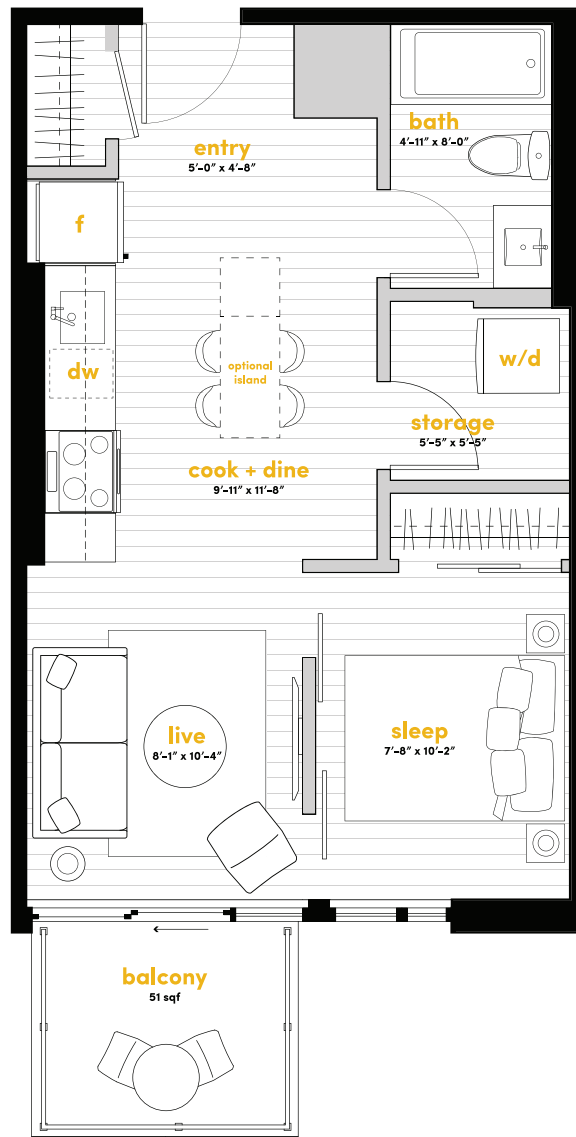 bath
4'-11" x 8'-0"
entry
5'-0" x 4'-8"
f
w/d
optional
island
dw
storage
5'-5" x 5'-5"
cook + dine
9'-11" x 11'-8"
live
8'-1" x 10'-4"
sleep
7'-8" x 10'-2"
balcony
51 sqf